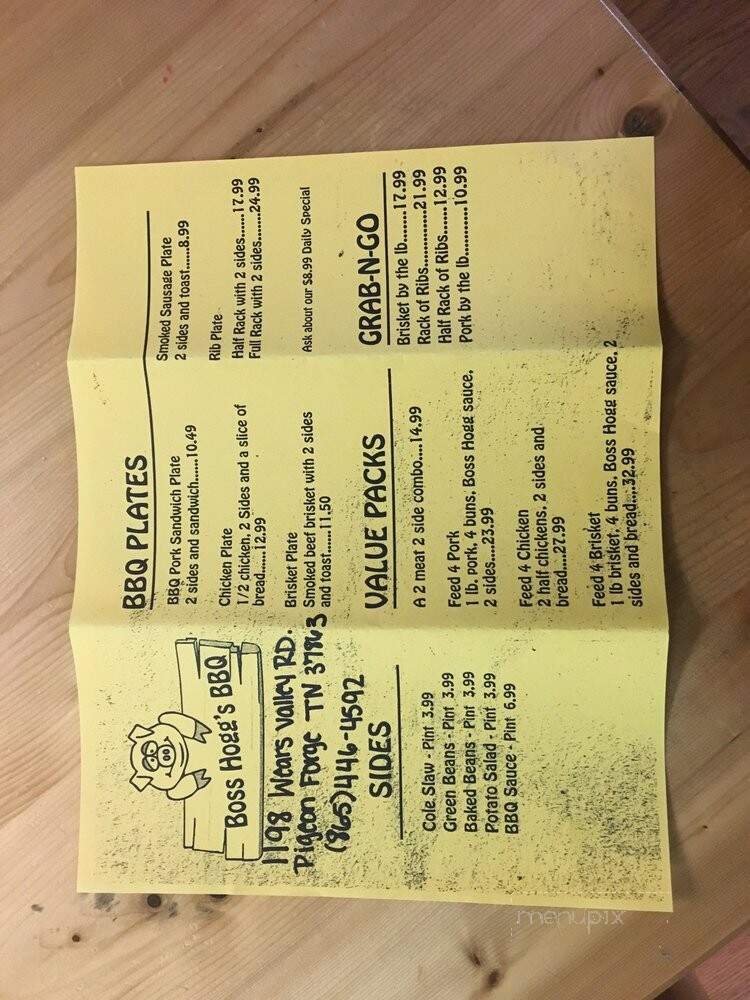 Boss Hogg's BBQ
1198 Wears Valley RD.
Pigeon Forge TN 37863
(865)446-4592
SIDES
Cole Slaw - Pint 3.99
Green Beans - Pint 3.99
Baked Beans - Pint 3.99
Potato Salad - Pint 3.99
BBQ Sauce - Pint 6.99
BBQ PLATES
BBQ Pork Sandwich Plate
2 sides and sandwich......10.49
Chicken Plate
1/2 chicken, 2 Sides and a slice of
bread......12.99
Brisket Plate
Smoked beef brisket with 2 sides
and toast......11.50
Smoked Sausage Plate
2 sides and toast......8.99
Rib Plate
Half Rack with 2 sides......17.99
Full Rack with 2 sides.......24.99
Ask about our $8.99 Daily Special
VALUE PACKS
A 2 meat 2 side combo....14.99
Feed 4 Pork
1 lb. pork, 4 buns, Boss Hogg sauce,
2 sides....23.99
Feed 4 Chicken
2 half chickens, 2 sides and
bread....27.99
Feed 4 Brisket
1 lb brisket, 4 buns, Boss Hogg sauce, 2
sides and bread....32.99
GRAB-N-GO
Brisket by the lb.......17.99
Rack of Ribs............21.99
Half Rack of Ribs......12.99
Pork by the lb...........10.99
menupix